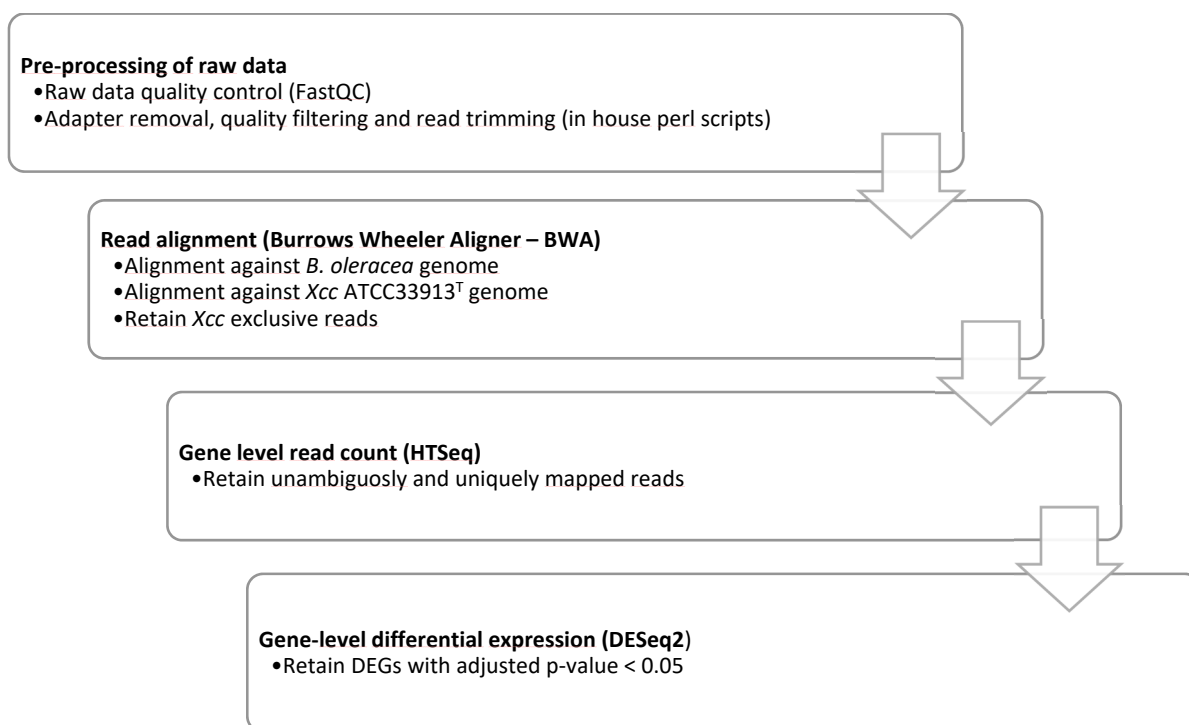 Pre-processing of raw data
•Raw data quality control (FastQC)
•Adapter removal, quality filtering and read trimming (in house perl scripts)
Read alignment (Burrows Wheeler Aligner – BWA)
•Alignment against B. oleracea genome
•Alignment against Xcc ATCC33913ᵀ genome
•Retain Xcc exclusive reads
Gene level read count (HTSeq)
•Retain unambiguosly and uniquely mapped reads
Gene-level differential expression (DESeq2)
•Retain DEGs with adjusted p-value < 0.05